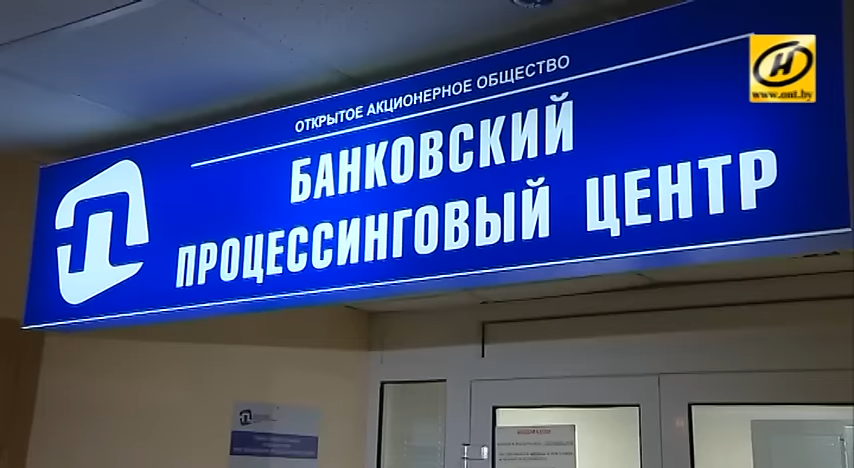 ОТКРЫТОЕ АКЦИОНЕРНОЕ ОБЩЕСТВО
БАНКОВСКИЙ
ПРОЦЕССИНГОВЫЙ ЦЕНТР
www.ont.by